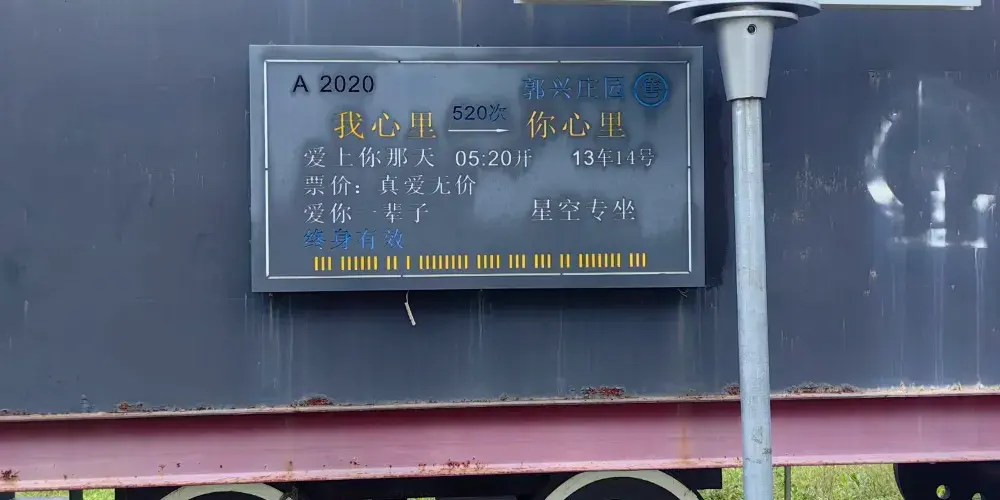 A 2020 郭兴庄區 善
我心里 520次 你心里
爱上你那天 05:20开 13车14号
票价：真爱无价
爱你一辈子 星空专坐
终身有效